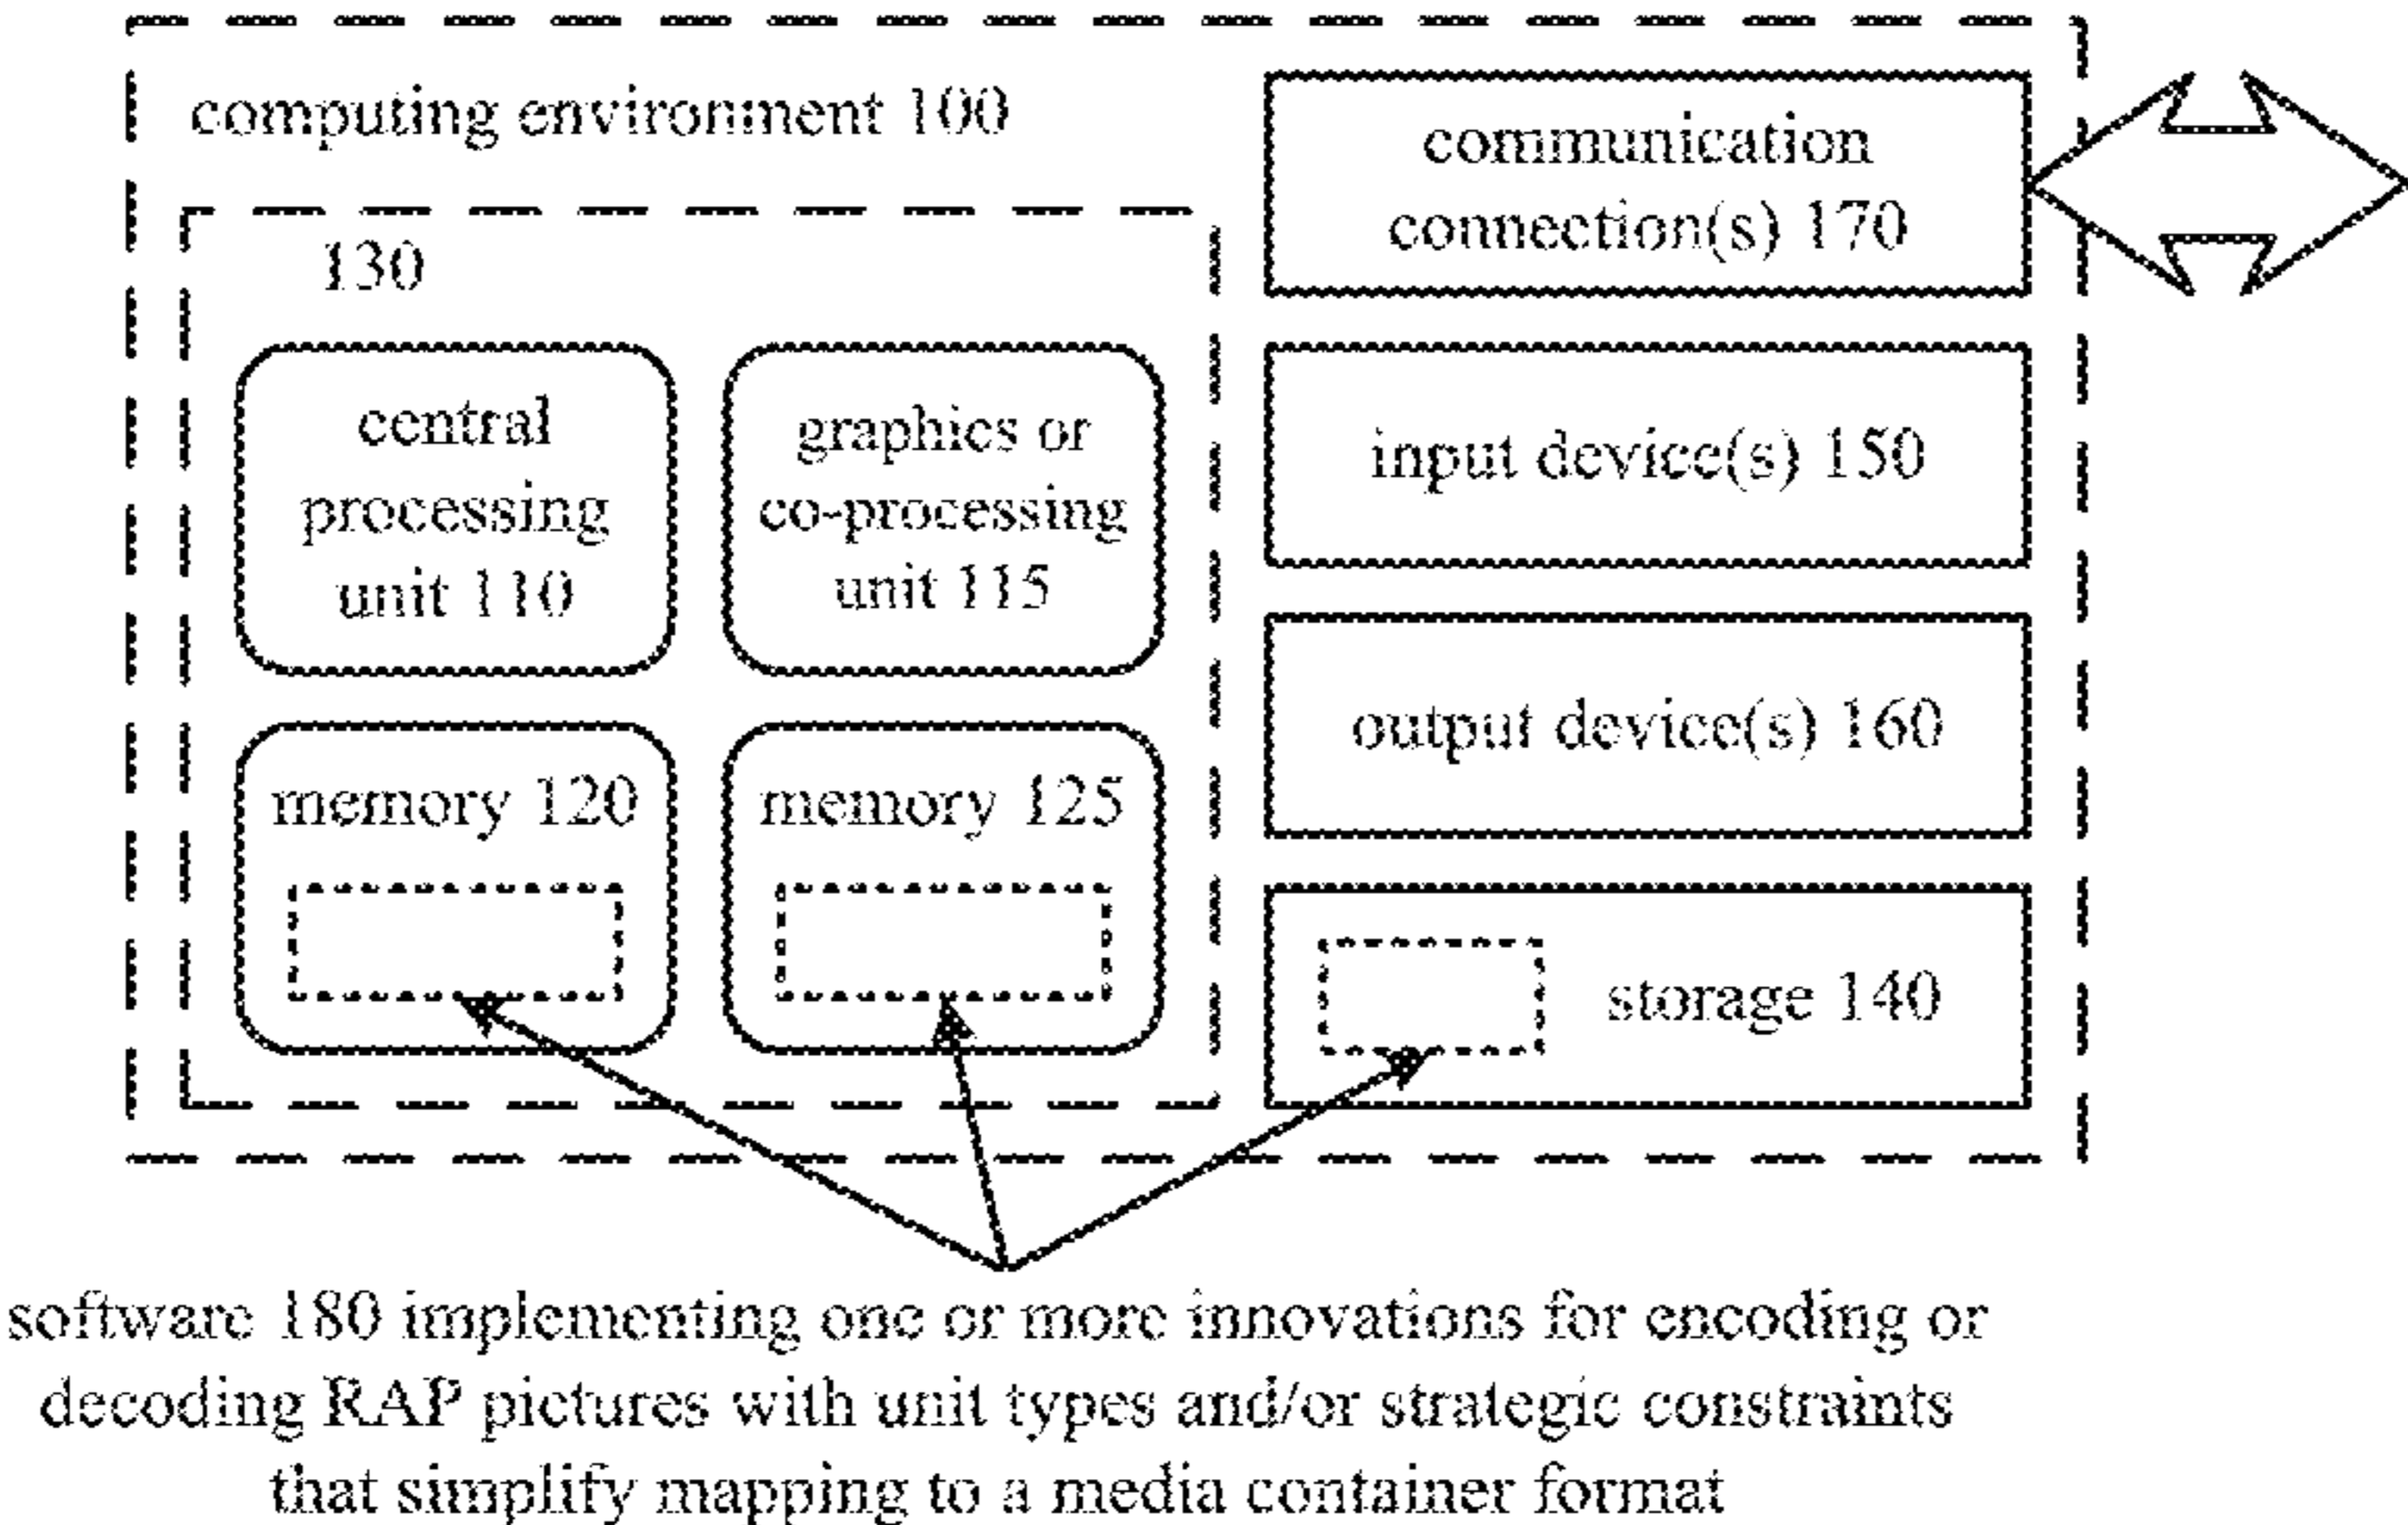 computing environment 100
communication
connection(s) 170
130
central
processing
unit 110
graphics or
co-processing
unit 115
input device(s) 150
output device(s) 160
memory 120
memory 125
storage 140
software 180 implementing one or more innovations for encoding or
decoding RAP pictures with unit types and/or strategic constraints
that simplify mapping to a media container format